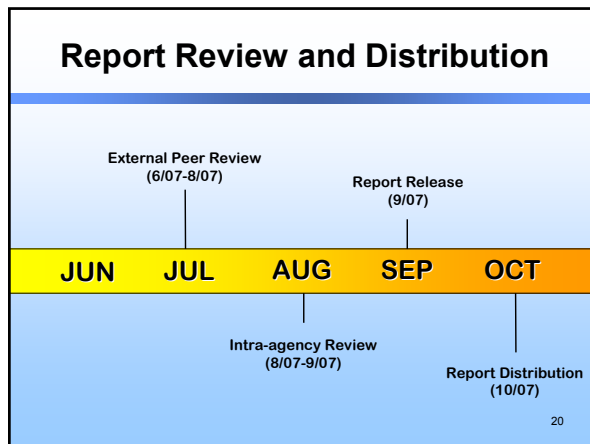 Report Review and Distribution
External Peer Review
(6/07-8/07)
Report Release
(9/07)
JUN JUL AUG SEP OCT
Intra-agency Review
(8/07-9/07)
Report Distribution
(10/07)
20